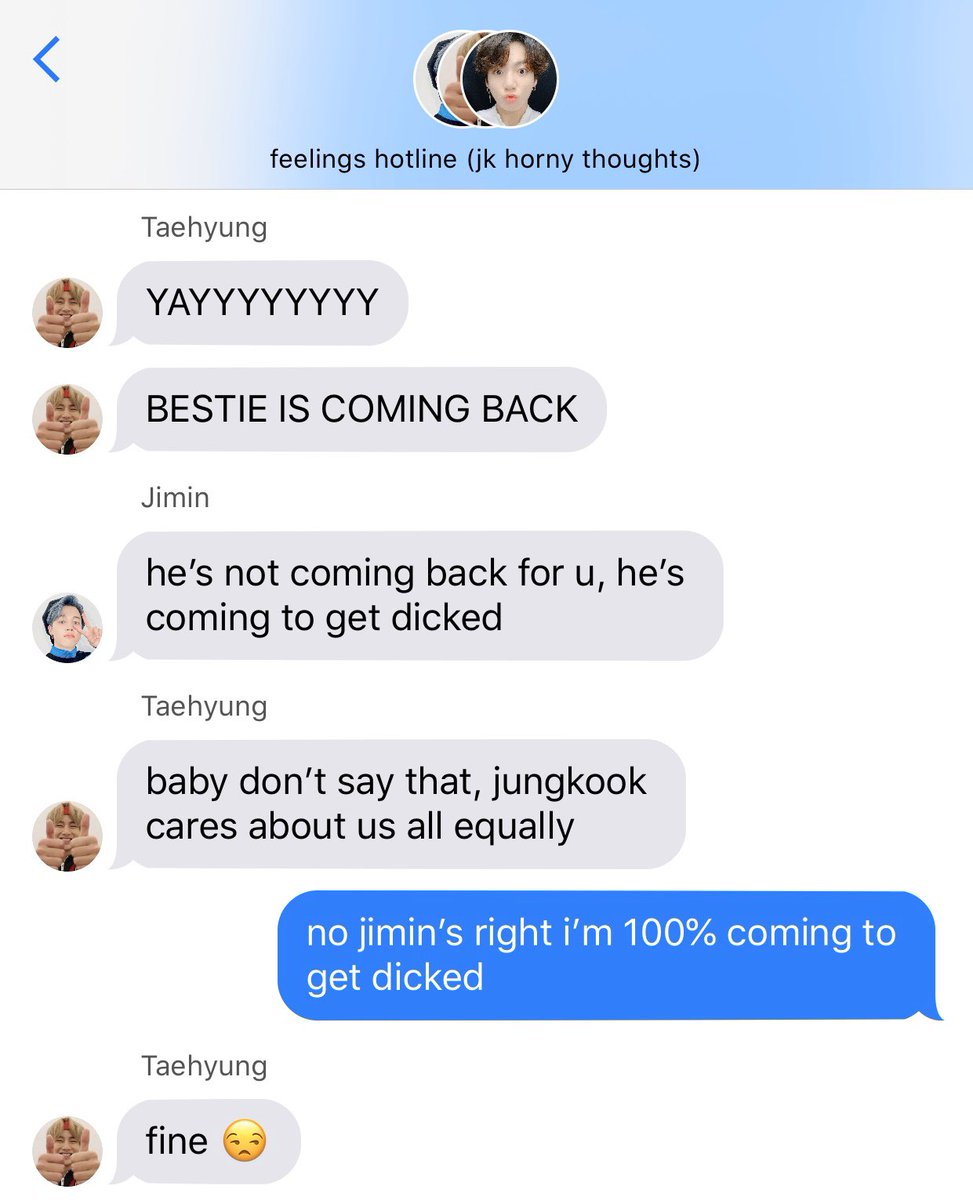 feelings hotline (jk horny thoughts)
Taehyung
YAYYYYYYYY
BESTIE IS COMING BACK
Jimin
he’s not coming back for u, he’s
coming to get dicked
Taehyung
baby don’t say that, jungkook
cares about us all equally
no jimin’s right i’m 100% coming to
get dicked
Taehyung
fine 😒